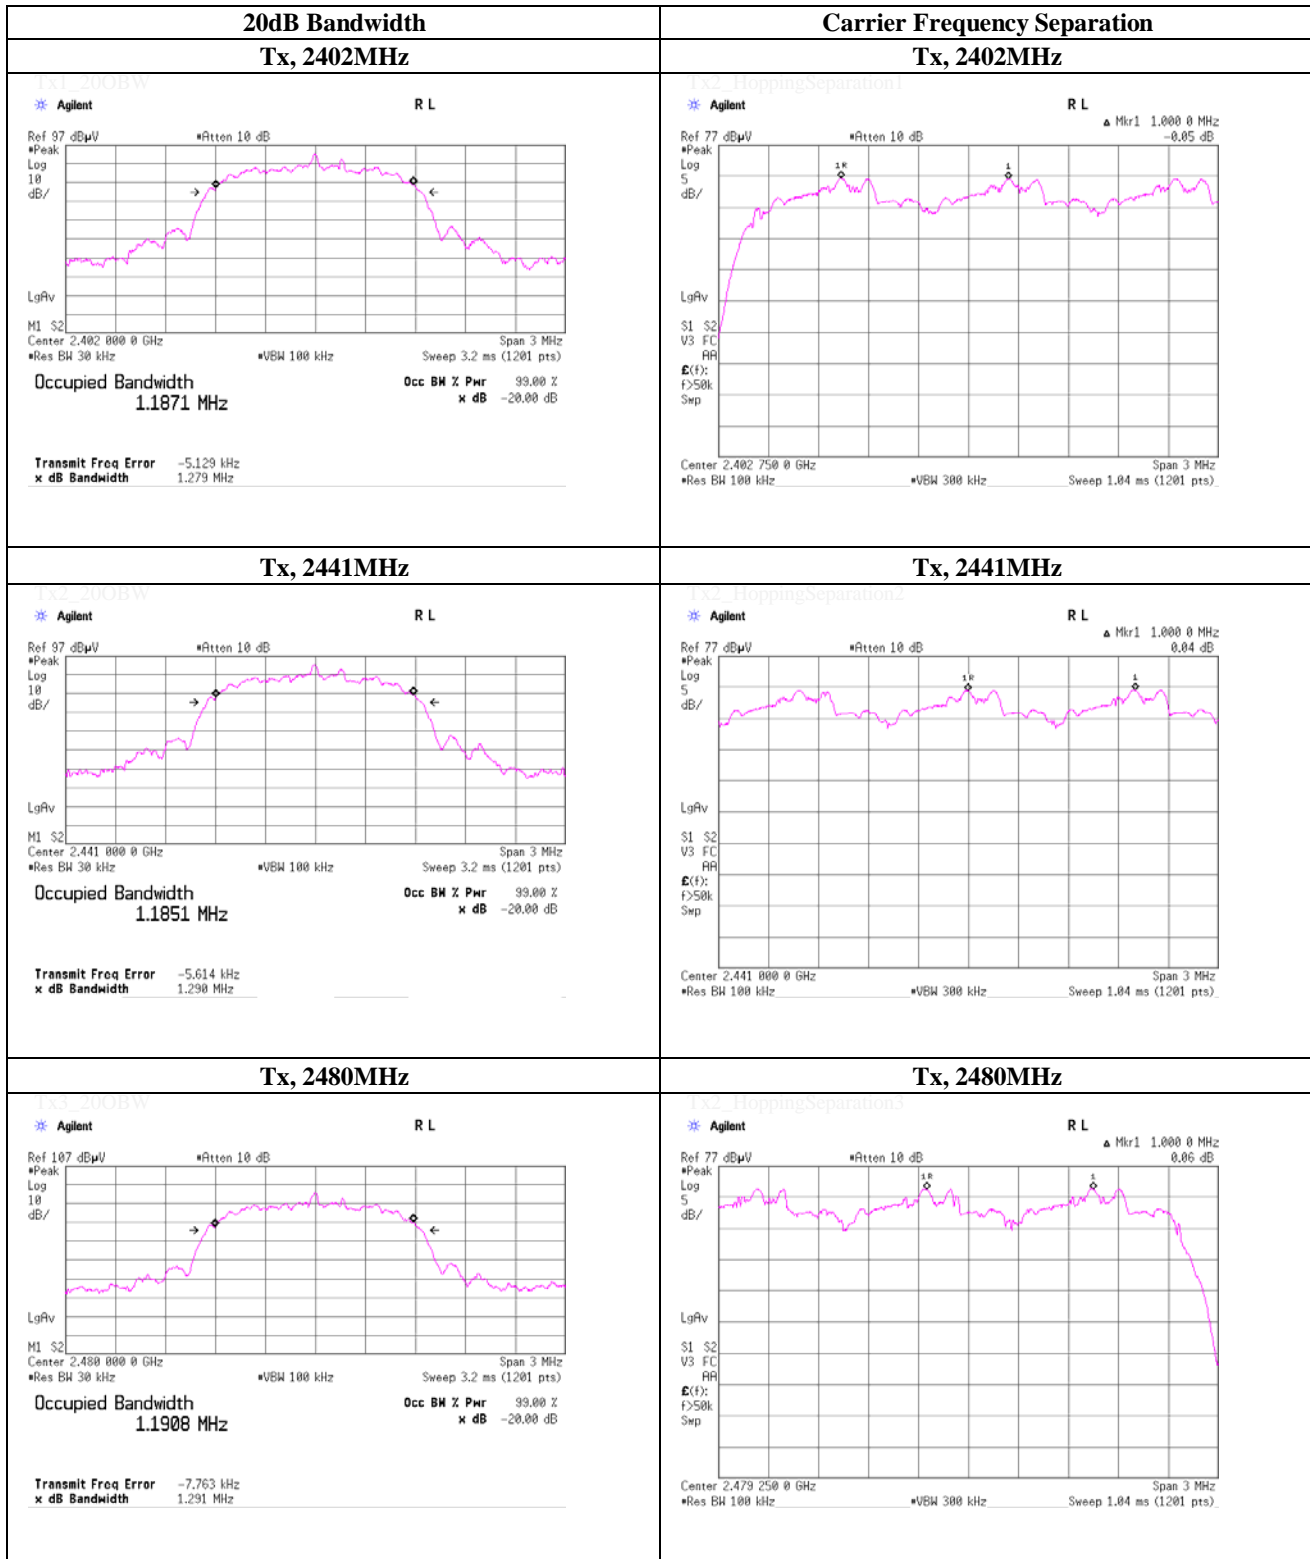 20dB Bandwidth
Carrier Frequency Separation
Tx, 2402MHz
Tx, 2402MHz
Tx1_20OBW
Agilent
R L
Ref 97 dBµV
#Atten 10 dB
#Peak
Log
10
dB/
LgAv
M1 S2
Center 2.402 000 0 GHz
Span 3 MHz
#Res BW 30 kHz
#VBW 100 kHz
Sweep 3.2 ms (1201 pts)
Occupied Bandwidth
1.1871 MHz
Occ BW % Pwr 99.00 %
x dB -20.00 dB
Transmit Freq Error -5.129 kHz
x dB Bandwidth 1.279 MHz
Tx2_HoppingSeparation1
Agilent
R L
Δ Mkr1 1.000 0 MHz
Ref 77 dBµV
#Atten 10 dB
-0.05 dB
#Peak
Log
5
dB/
1R
1
LgAv
S1 S2
V3 FC
AA
£(f):
f>50k
Swp
Center 2.402 750 0 GHz
Span 3 MHz
#Res BW 100 kHz
#VBW 300 kHz
Sweep 1.04 ms (1201 pts)
Tx, 2441MHz
Tx, 2441MHz
Tx2_20OBW
Agilent
R L
Ref 97 dBµV
#Atten 10 dB
#Peak
Log
10
dB/
LgAv
M1 S2
Center 2.441 000 0 GHz
Span 3 MHz
#Res BW 30 kHz
#VBW 100 kHz
Sweep 3.2 ms (1201 pts)
Occupied Bandwidth
1.1851 MHz
Occ BW % Pwr 99.00 %
x dB -20.00 dB
Transmit Freq Error -5.614 kHz
x dB Bandwidth 1.290 MHz
Tx2_HoppingSeparation2
Agilent
R L
Δ Mkr1 1.000 0 MHz
Ref 77 dBµV
#Atten 10 dB
0.04 dB
#Peak
Log
5
dB/
1R
1
LgAv
S1 S2
V3 FC
AA
£(f):
f>50k
Swp
Center 2.441 000 0 GHz
Span 3 MHz
#Res BW 100 kHz
#VBW 300 kHz
Sweep 1.04 ms (1201 pts)
Tx, 2480MHz
Tx, 2480MHz
Tx3_20OBW
Agilent
R L
Ref 107 dBµV
#Atten 10 dB
#Peak
Log
10
dB/
LgAv
M1 S2
Center 2.480 000 0 GHz
Span 3 MHz
#Res BW 30 kHz
#VBW 100 kHz
Sweep 3.2 ms (1201 pts)
Occupied Bandwidth
1.1908 MHz
Occ BW % Pwr 99.00 %
x dB -20.00 dB
Transmit Freq Error -7.763 kHz
x dB Bandwidth 1.291 MHz
Tx2_HoppingSeparation3
Agilent
R L
Δ Mkr1 1.000 0 MHz
Ref 77 dBµV
#Atten 10 dB
0.06 dB
#Peak
Log
5
dB/
1R
1
LgAv
S1 S2
V3 FC
AA
£(f):
f>50k
Swp
Center 2.479 250 0 GHz
Span 3 MHz
#Res BW 100 kHz
#VBW 300 kHz
Sweep 1.04 ms (1201 pts)